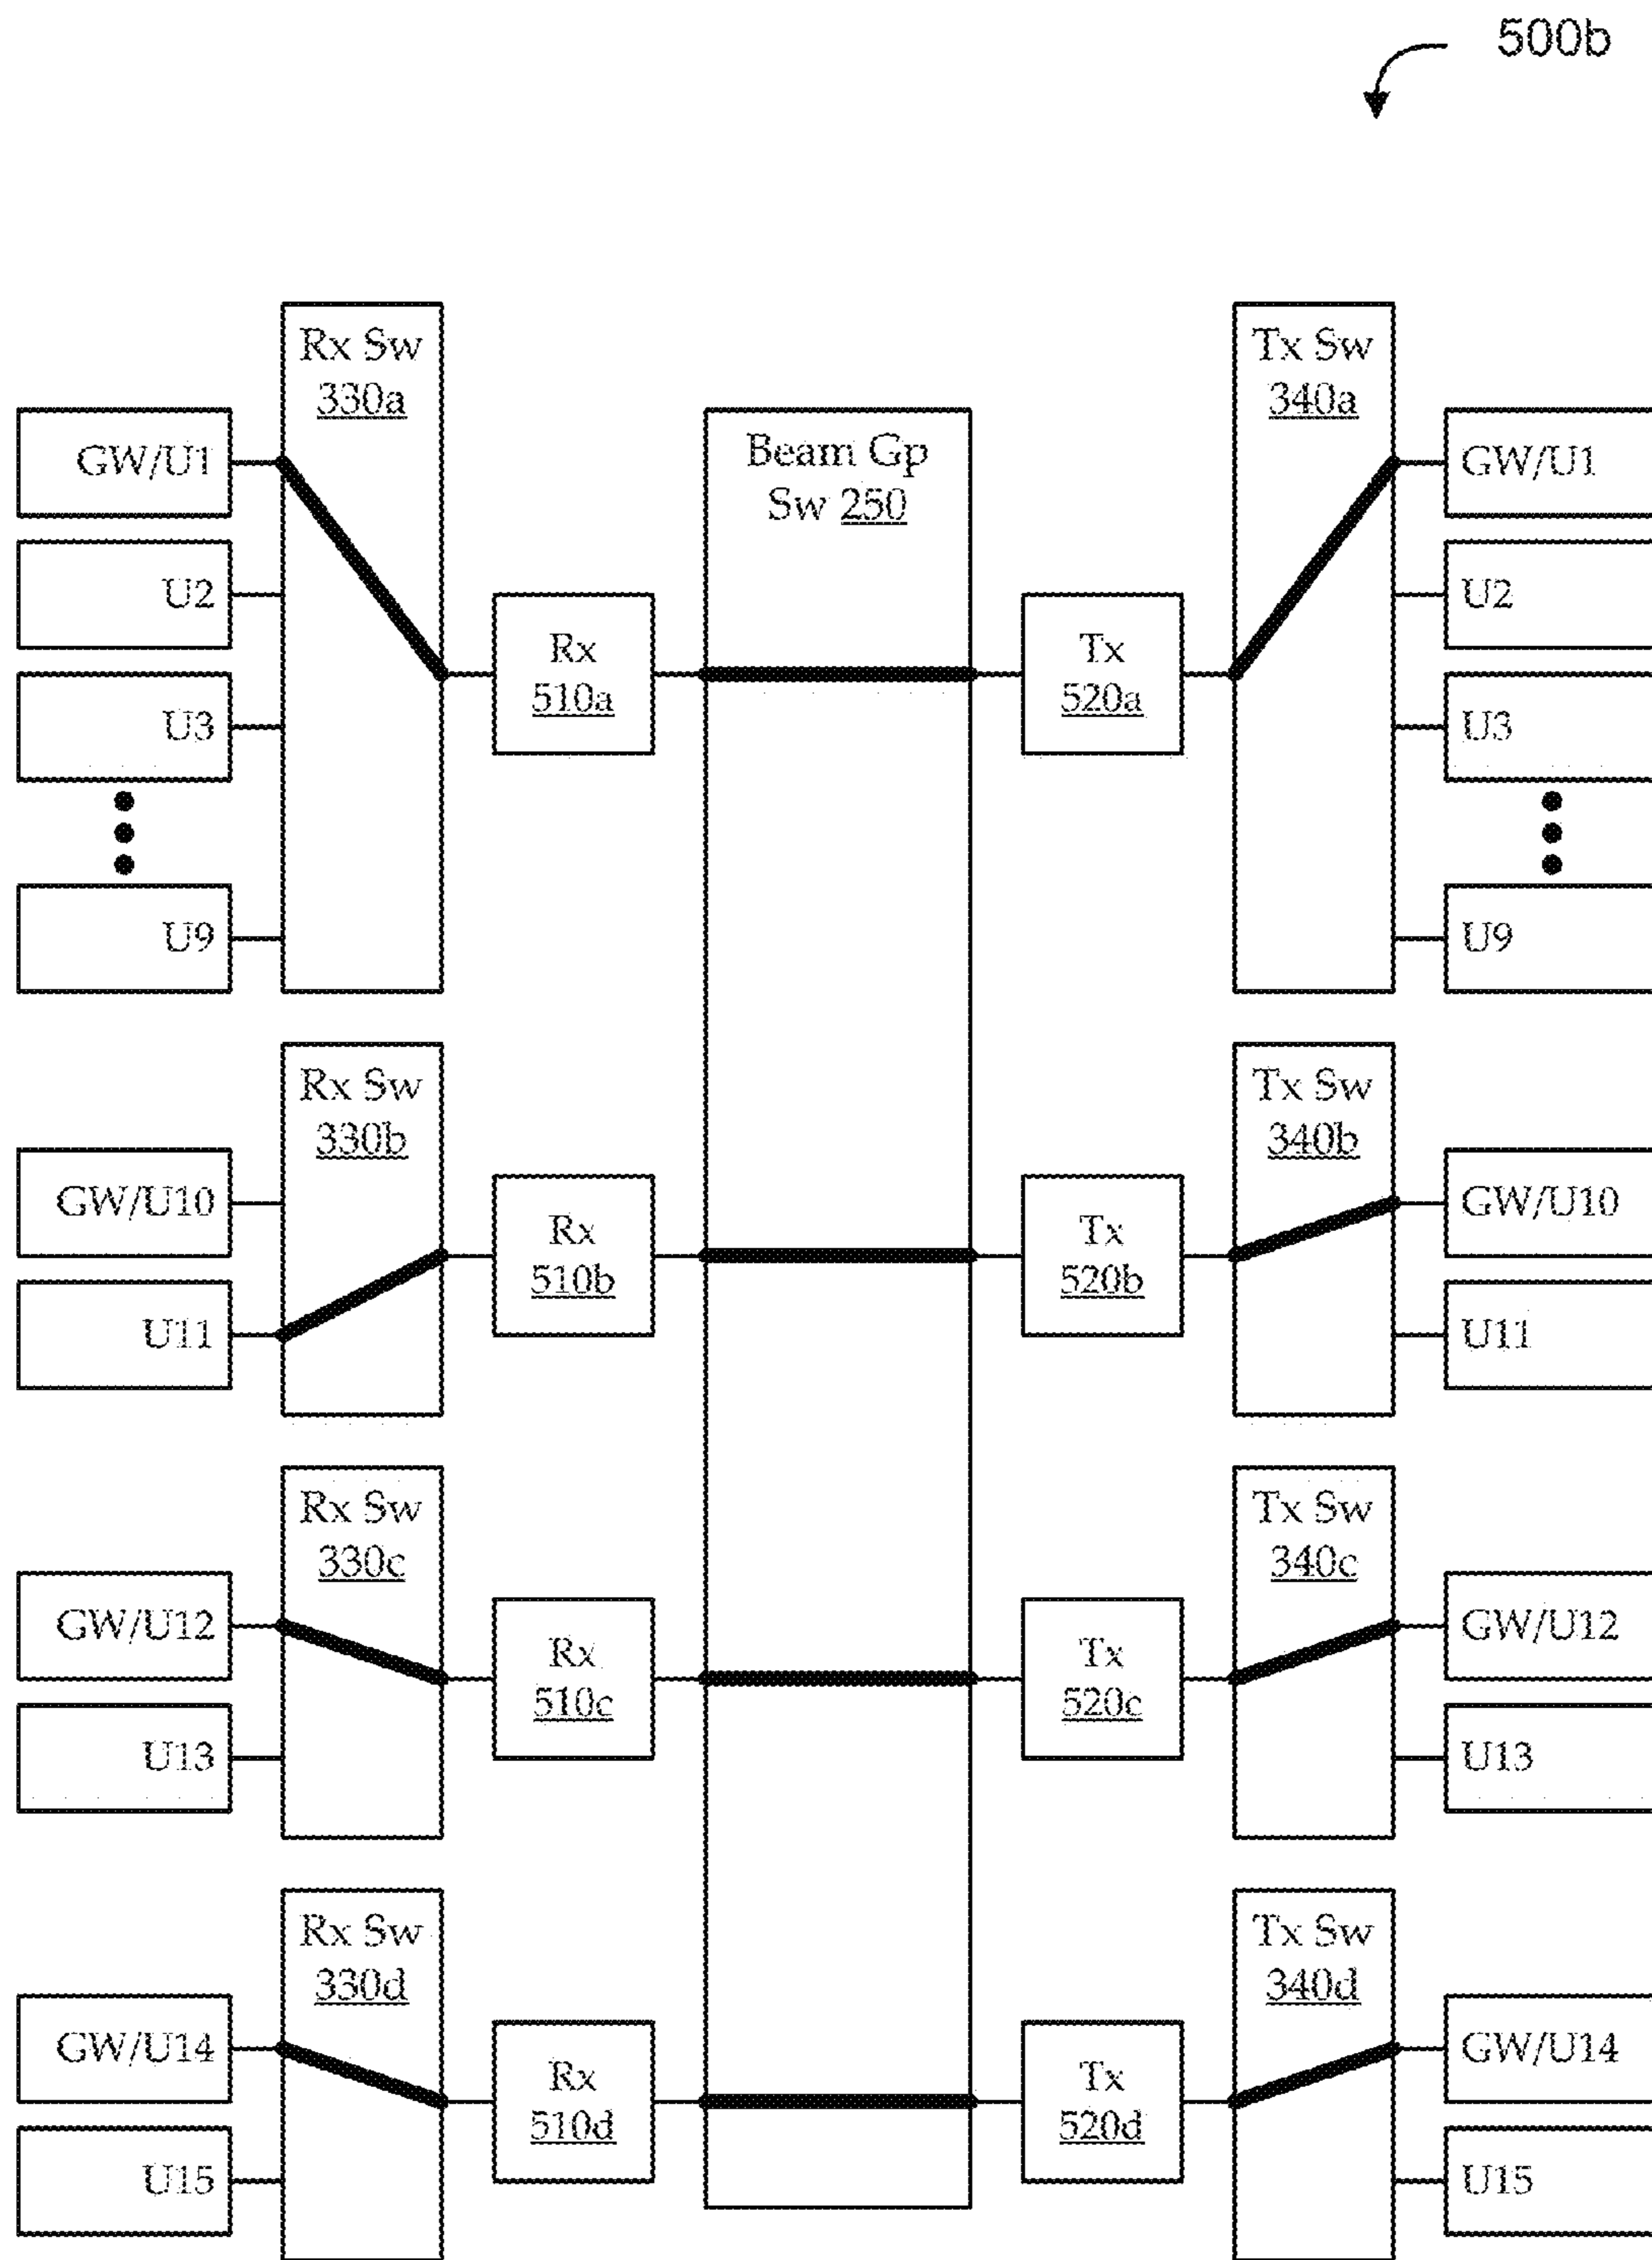 500b
Rx Sw
330a
Tx Sw
340a
GW/U1
Beam Gp
Sw 250
GW/U1
U2
U2
Rx
510a
Tx
520a
U3
U3
U9
U9
Rx Sw
330b
Tx Sw
340b
GW/U10
GW/U10
Rx
510b
Tx
520b
U11
U11
Rx Sw
330c
Tx Sw
340c
GW/U12
GW/U12
Rx
510c
Tx
520c
U13
U13
Rx Sw
330d
Tx Sw
340d
GW/U14
GW/U14
Rx
510d
Tx
520d
U15
U15